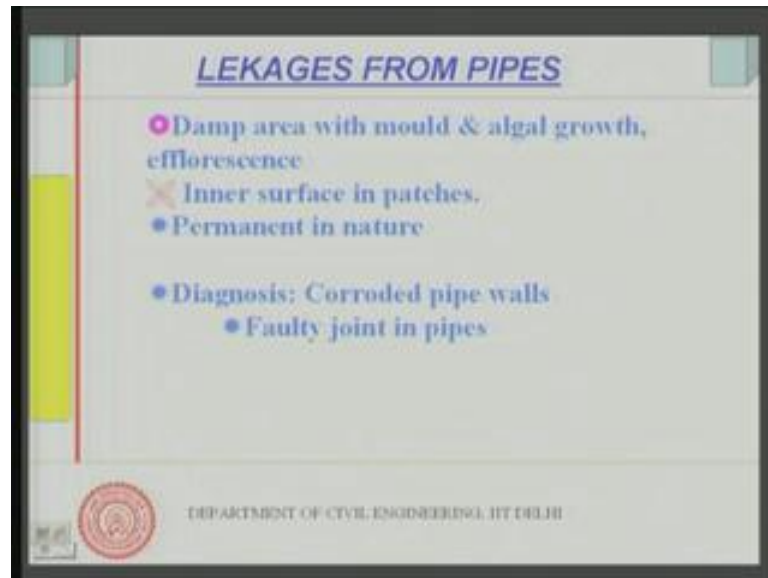 LEKAGES FROM PIPES
Damp area with mould & algal growth,
efflorescence
Inner surface in patches.
Permanent in nature
Diagnosis: Corroded pipe walls
Faulty joint in pipes
DEPARTMENT OF CIVIL ENGINEERING, IIT DELHI